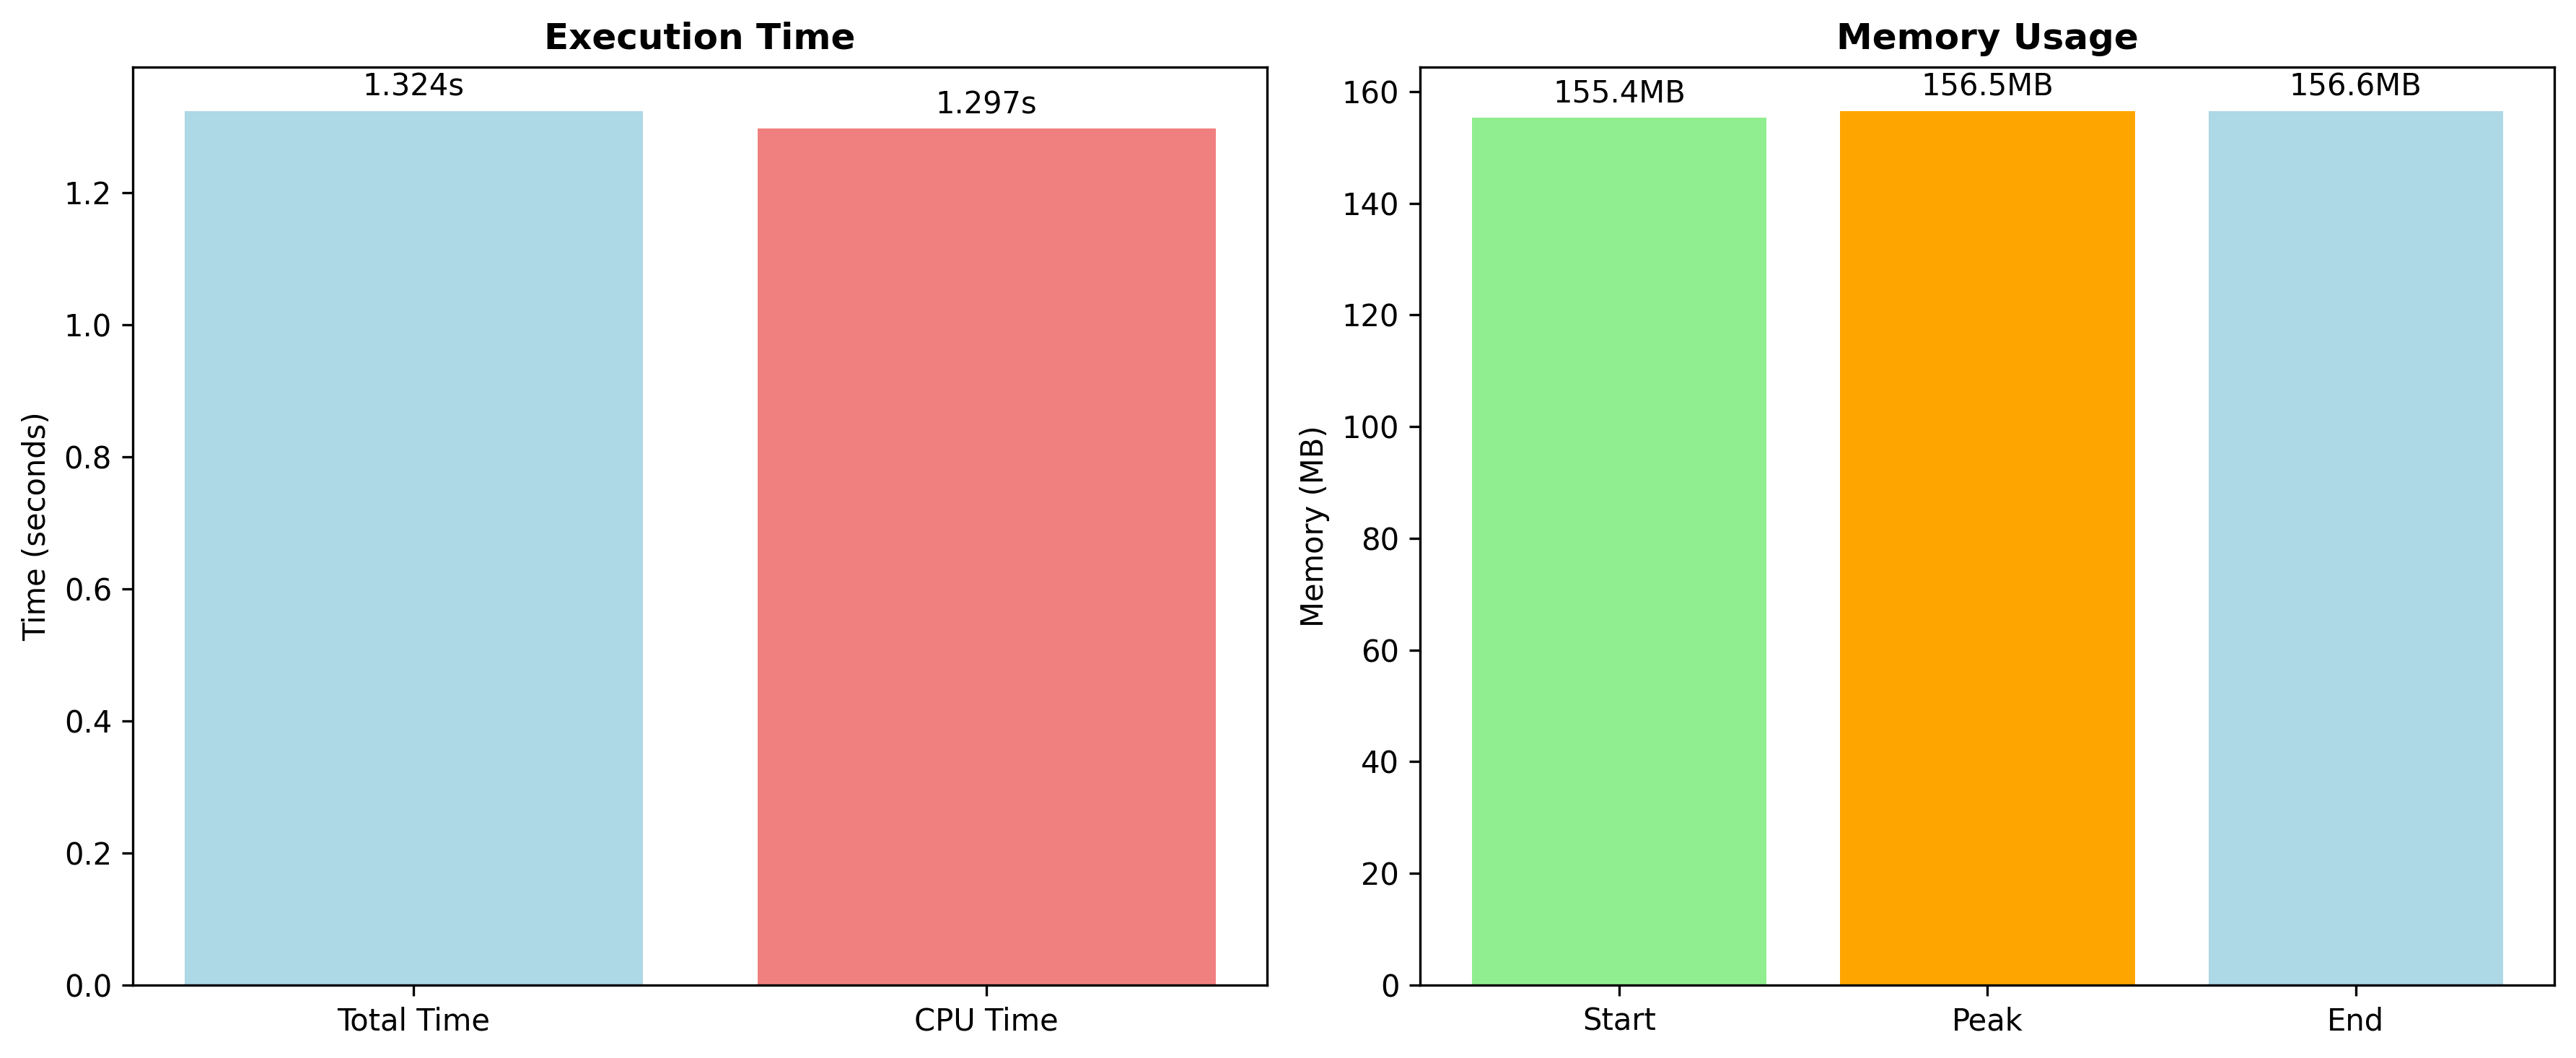 Execution Time
1.324s
1.297s
1.2
1.0
0.8
0.6
0.4
0.2
0.0
Time (seconds)
Total Time
CPU Time
Memory Usage
155.4MB
156.5MB
156.6MB
160
140
120
100
80
60
40
20
0
Memory (MB)
Start
Peak
End